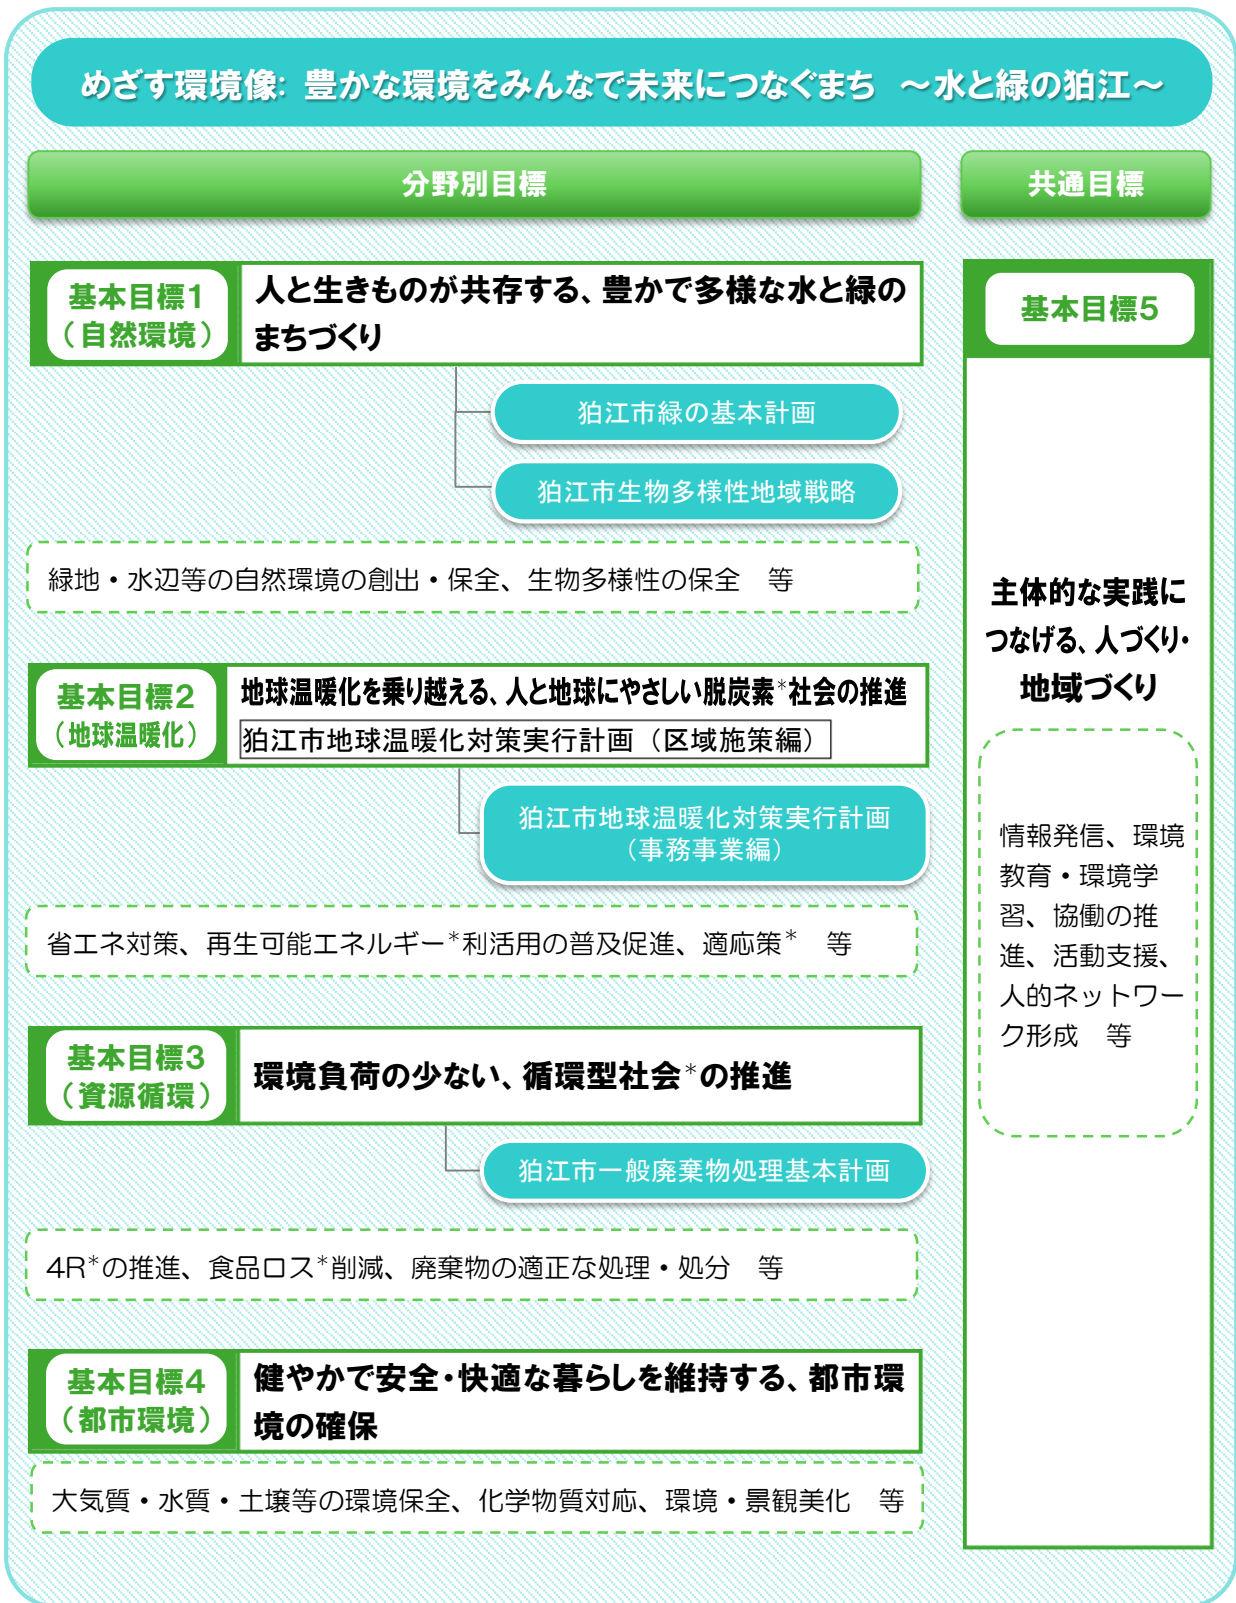 めざす環境像: 豊かな環境をみんなで未来につなぐまち ～水と緑の狛江～
分野別目標
共通目標
基本目標1
（自然環境）
人と生きものが共存する、豊かで多様な水と緑の
まちづくり
狛江市緑の基本計画
狛江市生物多様性地域戦略
緑地・水辺等の自然環境の創出・保全、生物多様性の保全　等
基本目標2
（地球温暖化）
地球温暖化を乗り越える、人と地球にやさしい脱炭素*社会の推進
狛江市地球温暖化対策実行計画（区域施策編）
狛江市地球温暖化対策実行計画
（事務事業編）
省エネ対策、再生可能エネルギー*利活用の普及促進、適応策*　等
基本目標3
（資源循環）
環境負荷の少ない、循環型社会*の推進
狛江市一般廃棄物処理基本計画
4R*の推進、食品ロス*削減、廃棄物の適正な処理・処分　等
基本目標4
（都市環境）
健やかで安全・快適な暮らしを維持する、都市環
境の確保
大気質・水質・土壌等の環境保全、化学物質対応、環境・景観美化　等
基本目標5
主体的な実践に
つなげる、人づくり・
地域づくり
情報発信、環境
教育・環境学
習、協働の推
進、活動支援、
人的ネットワー
ク形成　等